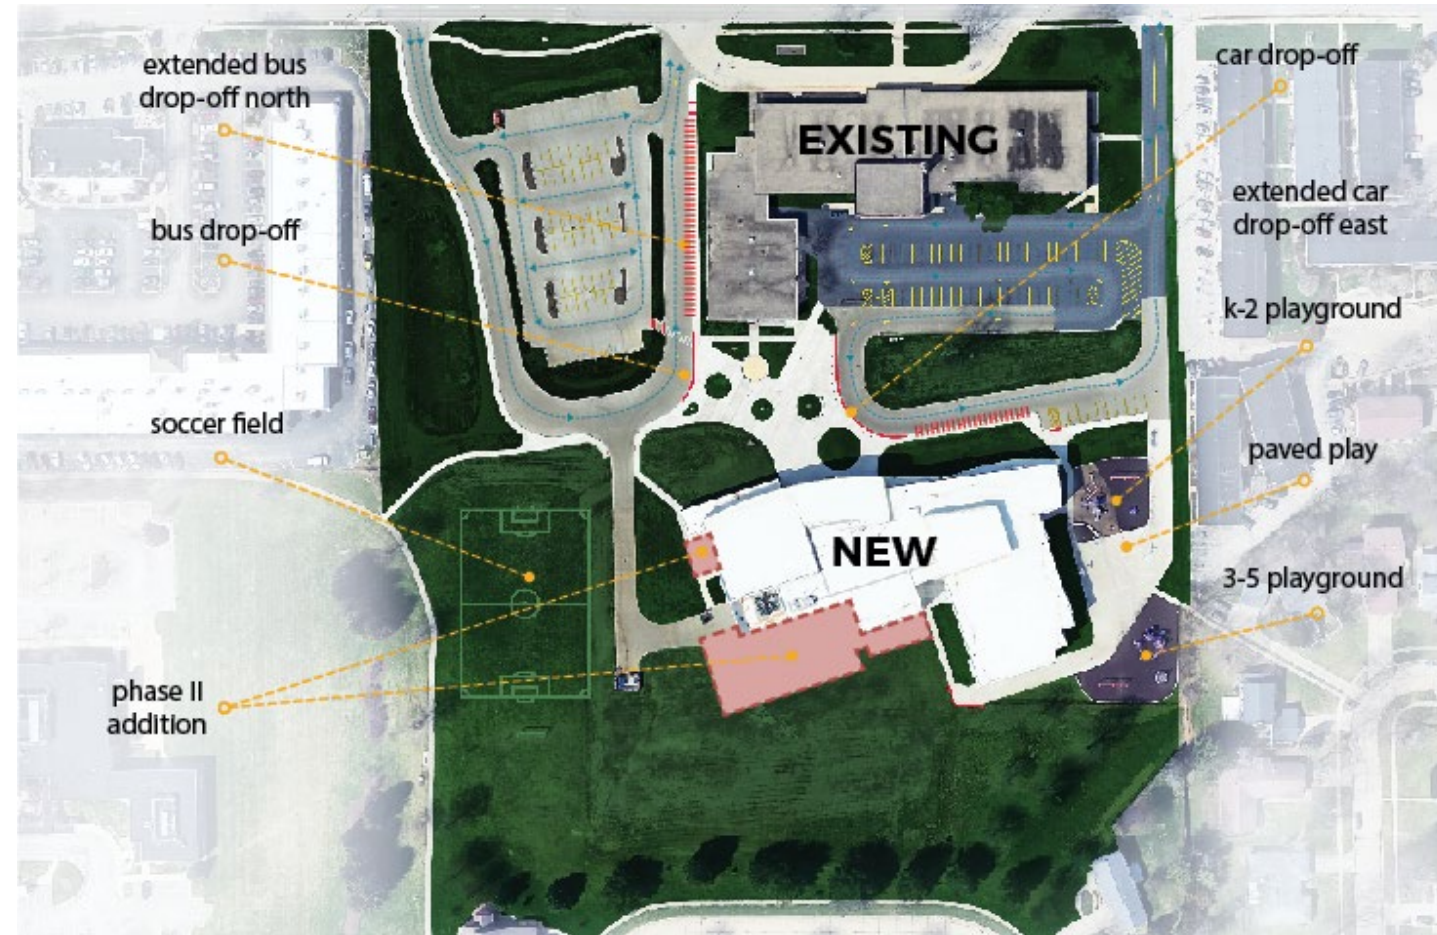 extended bus
drop-off north
bus drop-off
soccer field
phase II
addition
EXISTING
NEW
car drop-off
extended car
drop-off east
k-2 playground
paved play
3-5 playground